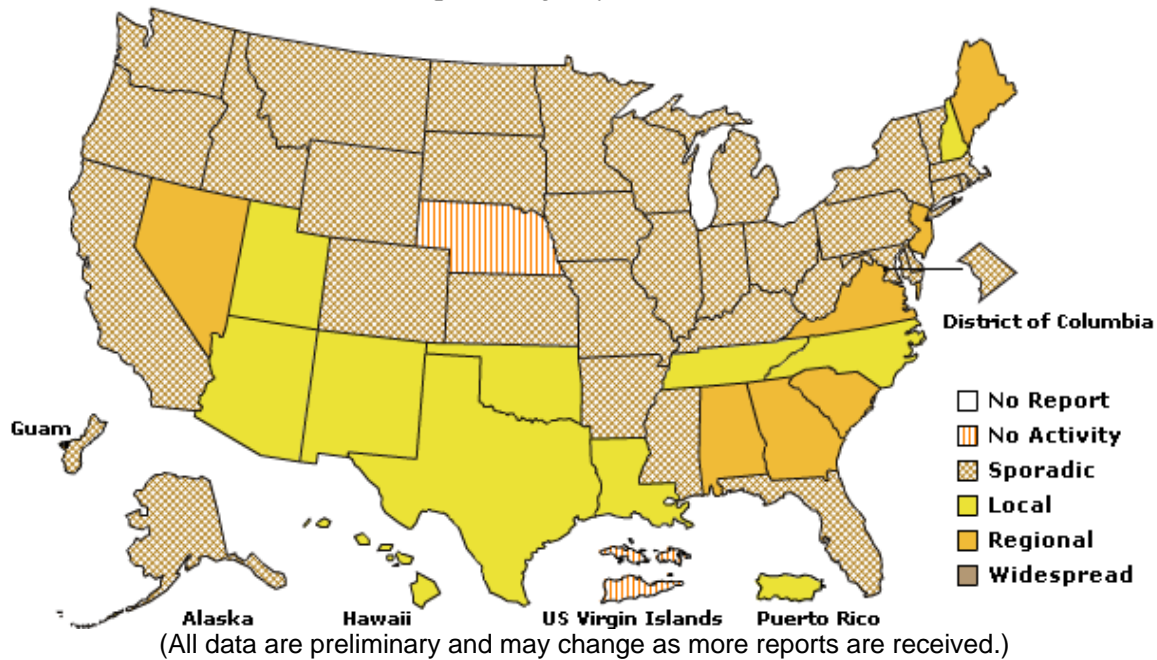 District of Columbia
No Report
No Activity
Guam
Sporadic
Local
Regional
Widespread
Alaska
Hawaii
US Virgin Islands
Puerto Rico
(All data are preliminary and may change as more reports are received.)